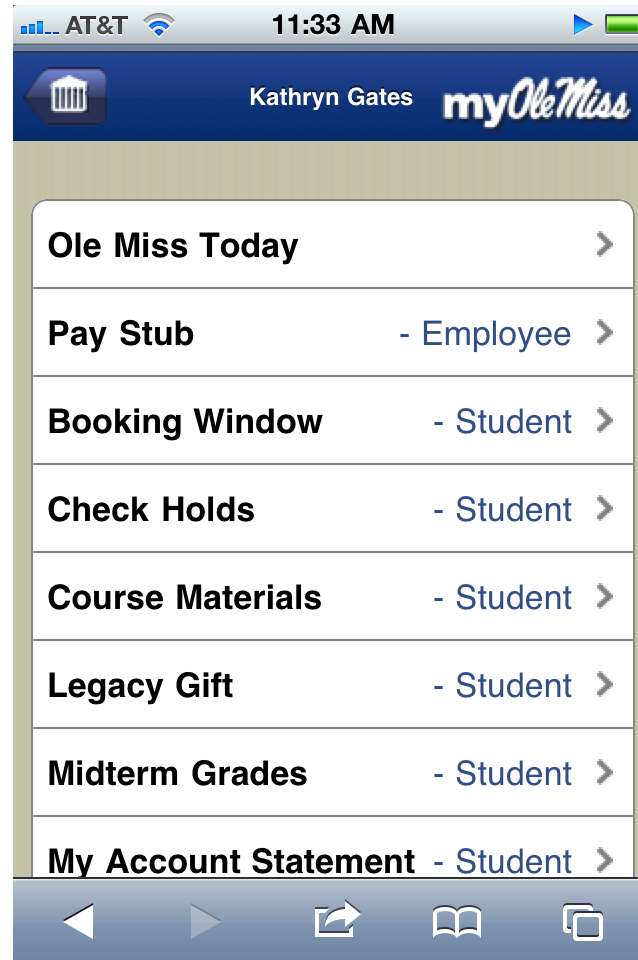 AT&T 11:33 AM
Kathryn Gates myOleMiss
Ole Miss Today
Pay Stub - Employee
Booking Window - Student
Check Holds - Student
Course Materials - Student
Legacy Gift - Student
Midterm Grades - Student
My Account Statement - Student